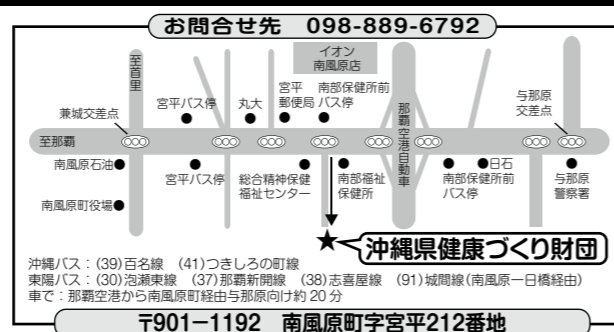 お問合せ先 098-889-6792
イオン
南風原店
至首里
宮平
郵便局
南部保健所前
バス停
那覇空港自動車
与那原
交差点
兼城交差点
宮平バス停
丸大
至那覇
南風原石油
宮平バス停
総合精神保健
福祉センター
南部福祉
保健所
日石
南部保健所前
バス停
与那原
警察署
南風原町役場
★沖縄県健康づくり財団
沖縄バス：(39)百名線 (41)つきしろの町線
東陽バス：(30)泡瀬東線 (37)那覇新開線 (38)志喜屋線 (91)城間線(南風原一日橋経由)
車で：那覇空港から南風原町経由与那原向け約20分
〒901−1192 南風原町字宮平212番地